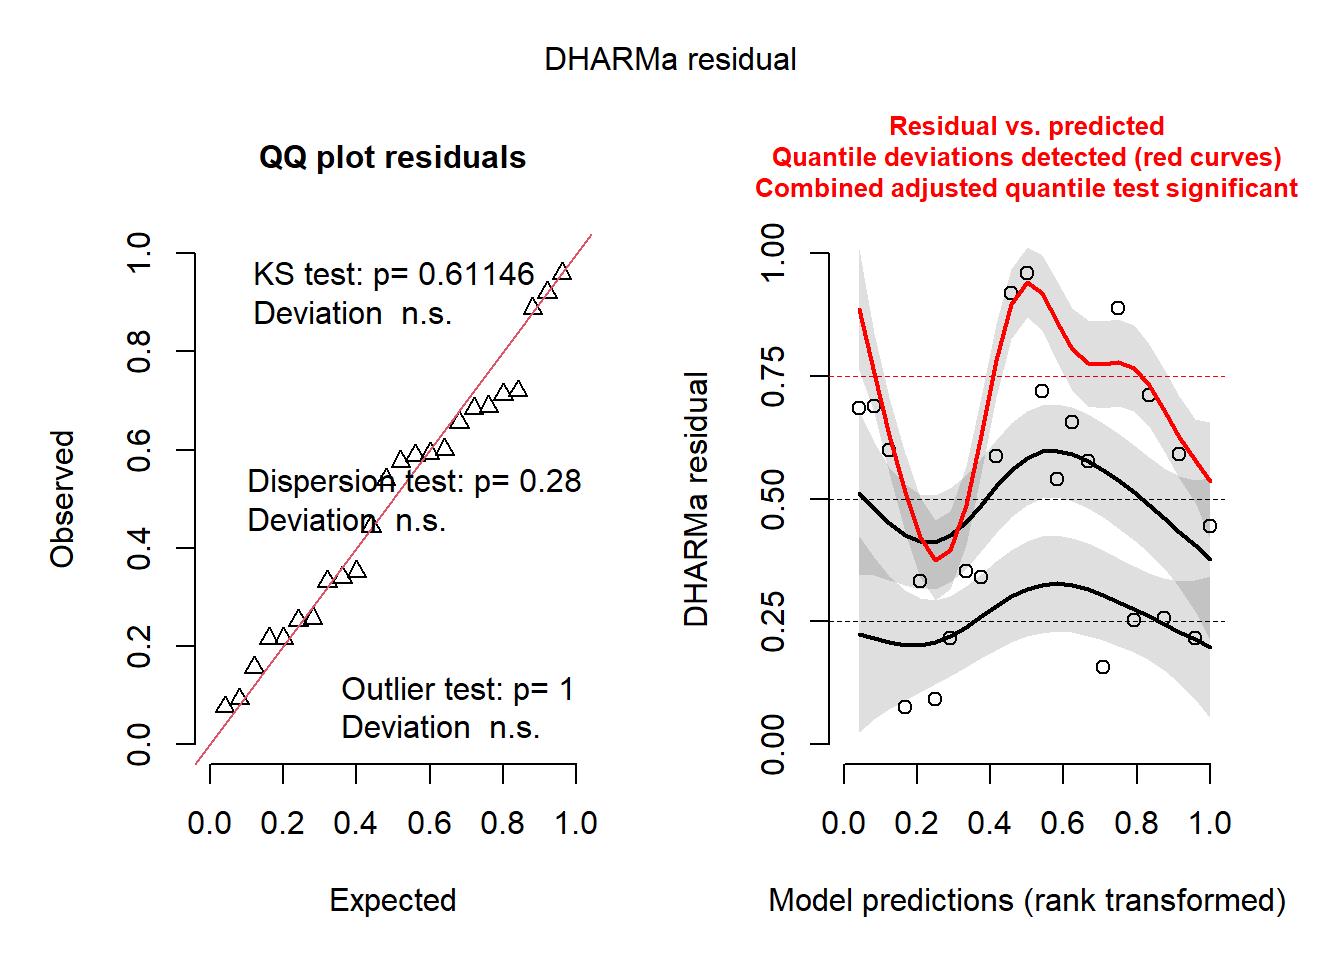 DHARMa residual
QQ plot residuals
KS test: p= 0.61146
Deviation  n.s.
Dispersion test: p= 0.28
Deviation  n.s.
Outlier test: p= 1
Deviation  n.s.
Observed
0.0 0.2 0.4 0.6 0.8 1.0
0.0 0.2 0.4 0.6 0.8 1.0
Expected
Residual vs. predicted
Quantile deviations detected (red curves)
Combined adjusted quantile test significant
DHARMa residual
0.00 0.25 0.50 0.75 1.00
0.0 0.2 0.4 0.6 0.8 1.0
Model predictions (rank transformed)